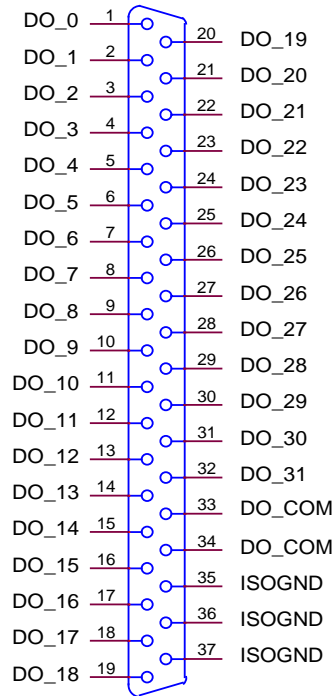 DO_0 1
20 DO_19
DO_1 2
21 DO_20
DO_2 3
22 DO_21
DO_3 4
23 DO_22
DO_4 5
24 DO_23
DO_5 6
25 DO_24
DO_6 7
26 DO_25
DO_7 8
27 DO_26
DO_8 9
28 DO_27
DO_9 10
29 DO_28
DO_10 11
30 DO_29
DO_11 12
31 DO_30
DO_12 13
32 DO_31
DO_13 14
33 DO_COM
DO_14 15
34 DO_COM
DO_15 16
35 ISOGND
DO_16 17
36 ISOGND
DO_17 18
37 ISOGND
DO_18 19